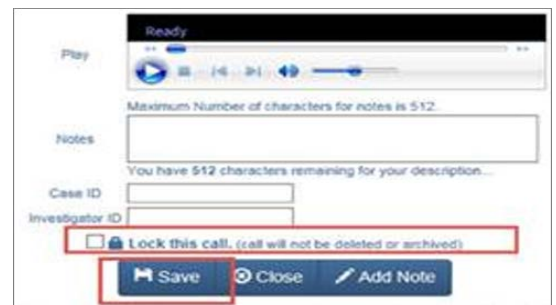 Ready
Play
Maximum Number of characters for notes is 512.
Notes
You have 512 characters remaining for your description...
Case ID
Investigator ID
Lock this call. (call will not be deleted or archived)
Save Close Add Note